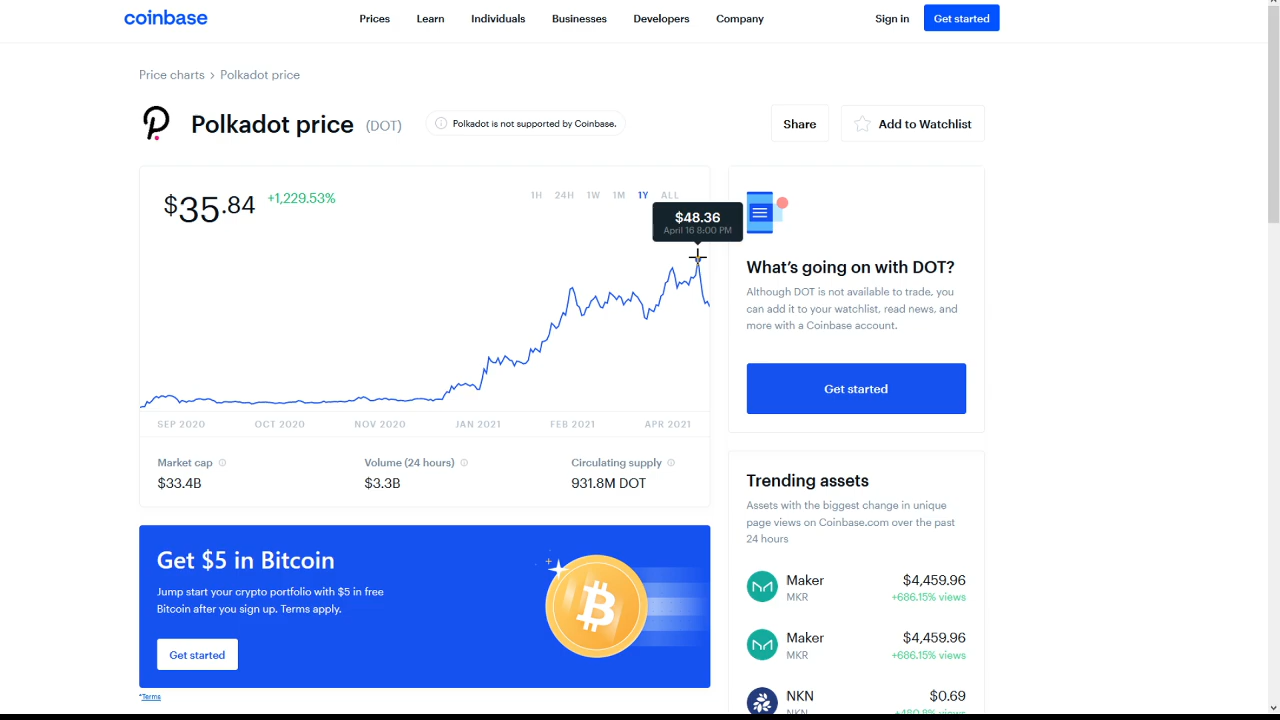 coinbase
Prices
Learn
Individuals
Businesses
Developers
Company
Sign in
Get started
Price charts > Polkadot price
Polkadot price (DOT)
Polkadot is not supported by Coinbase.
Share
Add to Watchlist
$35.84 +1,229.53%
1H 24H 1W 1M 1Y ALL
$48.36
April 16 8:00 PM
SEP 2020 OCT 2020 NOV 2020 JAN 2021 FEB 2021 APR 2021
Market cap
$33.4B
Volume (24 hours)
$3.3B
Circulating supply
931.8M DOT
What's going on with DOT?
Although DOT is not available to trade, you
can add it to your watchlist, read news, and
more with a Coinbase account.
Get started
Get $5 in Bitcoin
Jump start your crypto portfolio with $5 in free
Bitcoin after you sign up. Terms apply.
Get started
*Terms
Trending assets
Assets with the biggest change in unique
page views on Coinbase.com over the past
24 hours
Maker $4,459.96
MKR +686.15% views
Maker $4,459.96
MKR +686.15% views
NKN $0.69
NKN +480.8% views